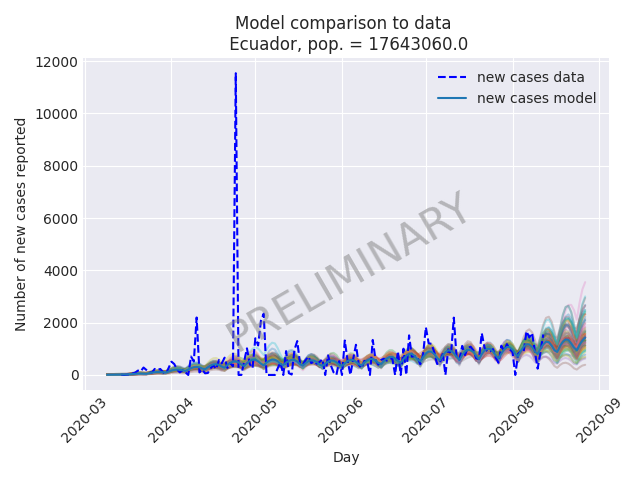 Model comparison to data
Ecuador, pop. = 17643060.0
12000
10000
8000
6000
4000
2000
0
Number of new cases reported
new cases data
new cases model
PRELIMINARY
2020-03
2020-04
2020-05
2020-06
2020-07
2020-08
2020-09
Day